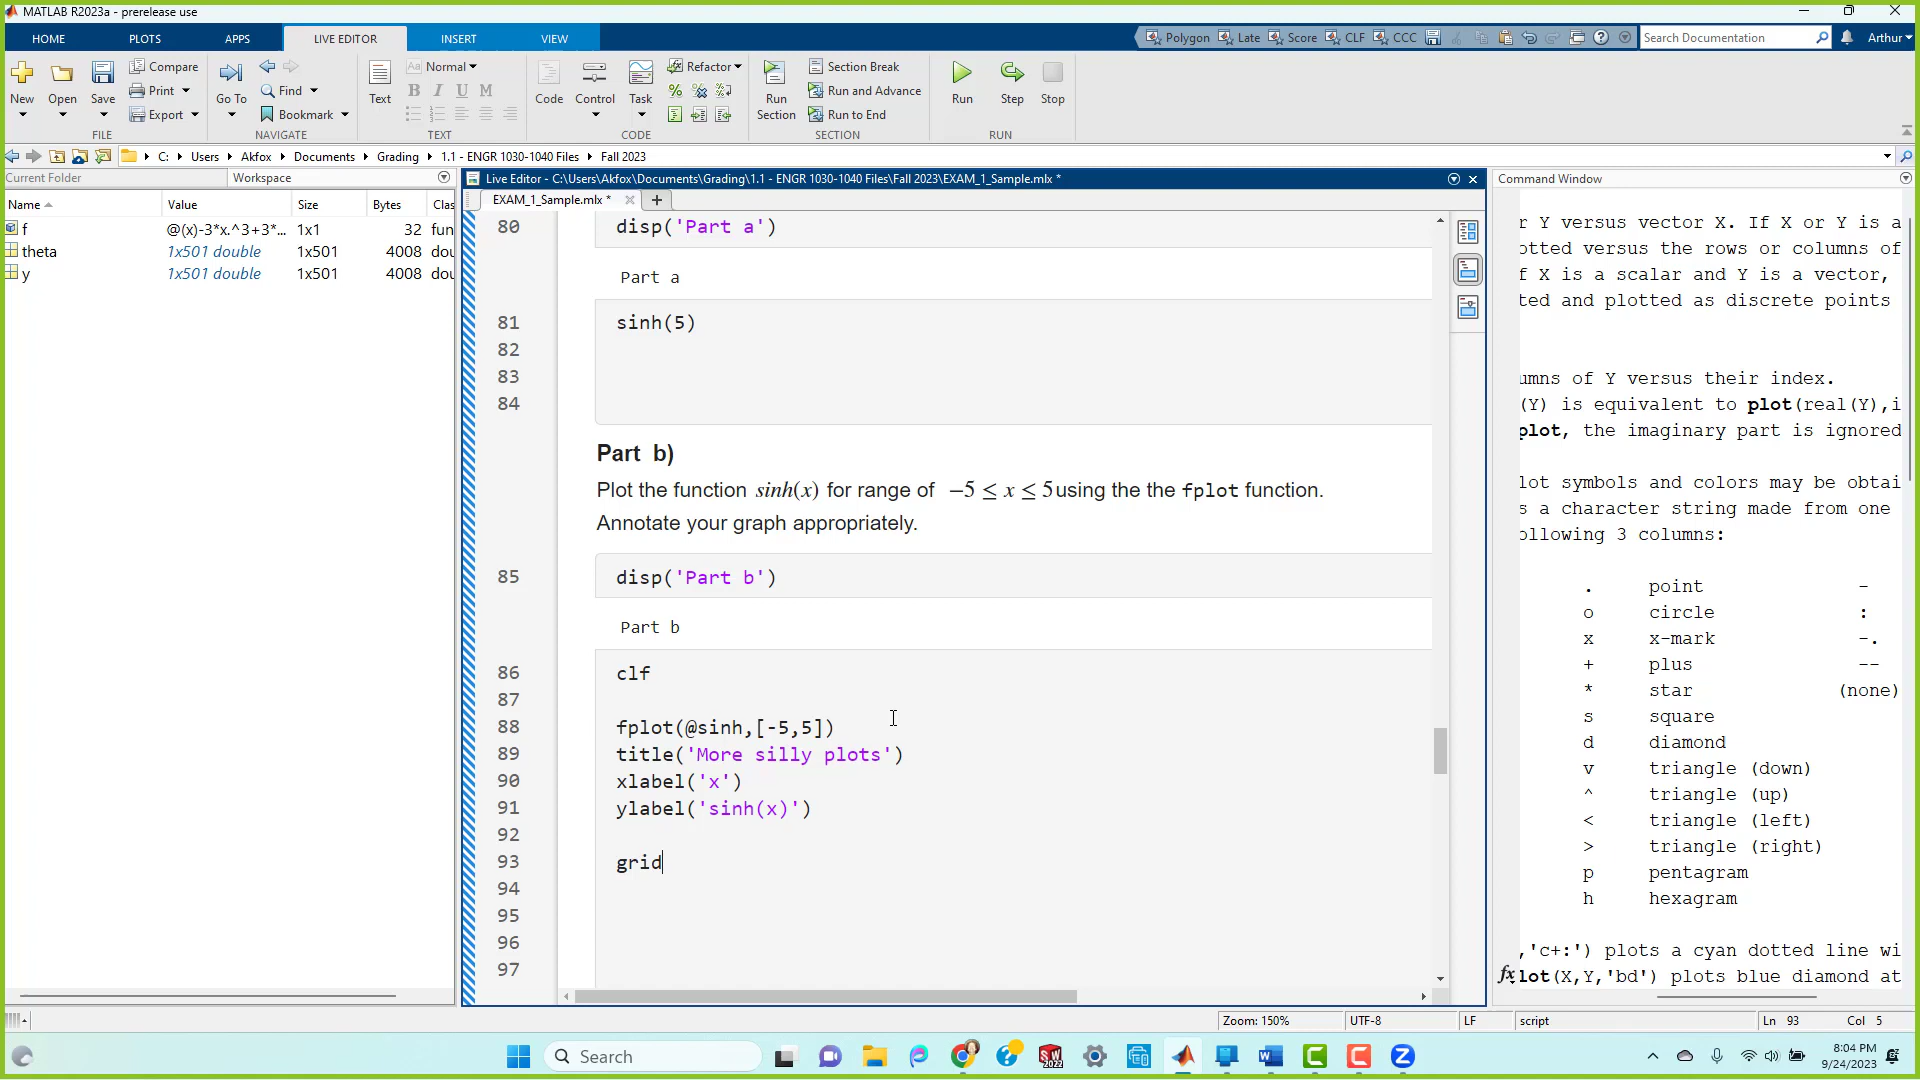 MATLAB R2023a - prerelease use
HOME PLOTS APPS LIVE EDITOR INSERT VIEW
Polygon Late Score CLF CCC Search Documentation Arthur
New Open Save Compare Print Export
FILE
Go To Find Bookmark
NAVIGATE
Text Normal B I U M
TEXT
Code Control Task Refactor
CODE
Run Section Section Break Run and Advance Run to End
SECTION
Run Step Stop
RUN
C: Users Akfox Documents Grading 1.1 - ENGR 1030-1040 Files Fall 2023
Current Folder Workspace
Name Value Size Bytes Clas
f @(x)-3*x.^3+3*... 1x1 32 fun
theta 1x501 double 1x501 4008 dou
y 1x501 double 1x501 4008 dou
Live Editor - C:\Users\Akfox\Documents\Grading\1.1 - ENGR 1030-1040 Files\Fall 2023\EXAM_1_Sample.mlx *
EXAM_1_Sample.mlx *
80 disp('Part a')
Part a
81 sinh(5)
82
83
84
Part b)
Plot the function sinh(x) for range of −5 ≤ x ≤ 5using the the fplot function.
Annotate your graph appropriately.
85 disp('Part b')
Part b
86 clf
87
88 fplot(@sinh,[-5,5])
89 title('More silly plots')
90 xlabel('x')
91 ylabel('sinh(x)')
92
93 grid
94
95
96
97
Command Window
r Y versus vector X. If X or Y is a
otted versus the rows or columns of
f X is a scalar and Y is a vector,
ted and plotted as discrete points
umns of Y versus their index.
(Y) is equivalent to plot(real(Y),i
plot, the imaginary part is ignored
lot symbols and colors may be obtai
s a character string made from one
ollowing 3 columns:
. point -
o circle :
x x-mark -.
+ plus --
* star (none)
s square
d diamond
v triangle (down)
^ triangle (up)
< triangle (left)
> triangle (right)
p pentagram
h hexagram
,'c+:') plots a cyan dotted line wi
fx lot(X,Y,'bd') plots blue diamond at
Zoom: 150% UTF-8 LF script Ln 93 Col 5
Search
SW 2022
8:04 PM
9/24/2023